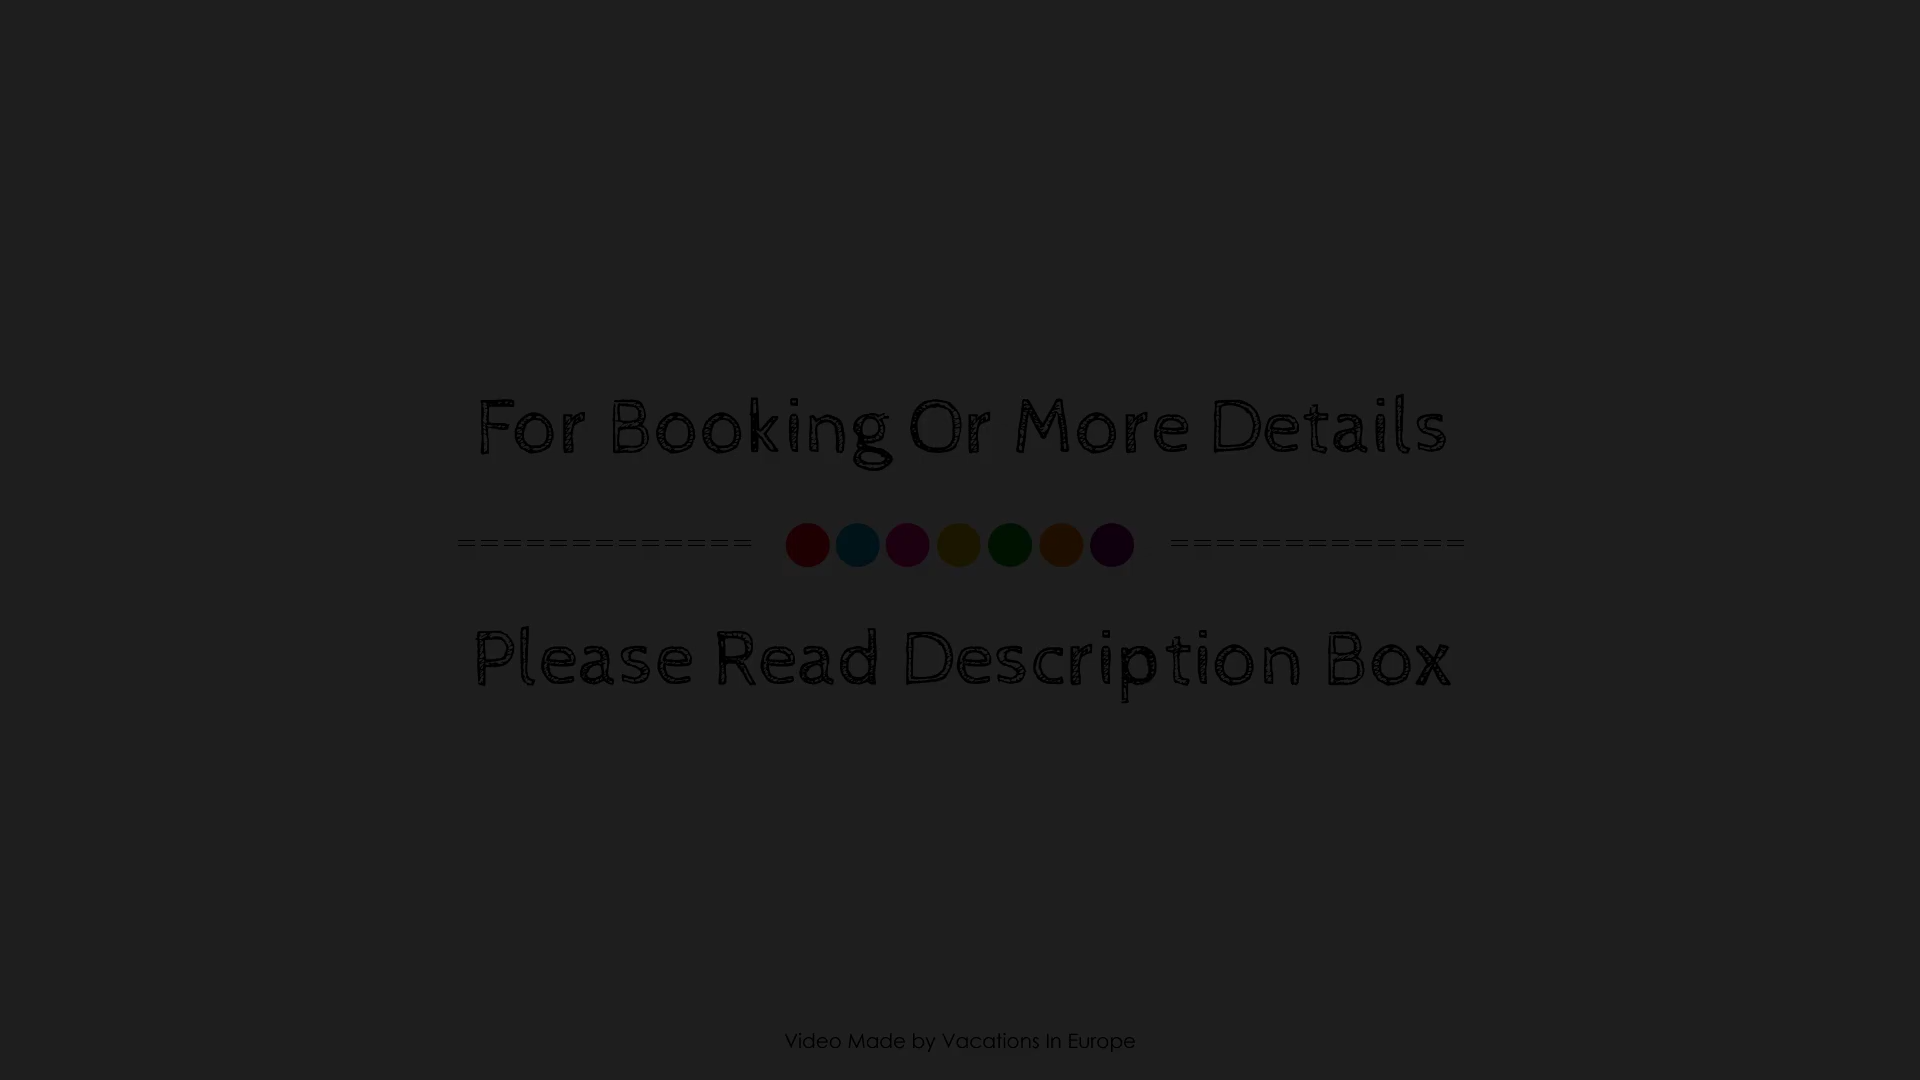 For Booking Or More Details
============= =============
Please Read Description Box
Video Made by Vacations In Europe